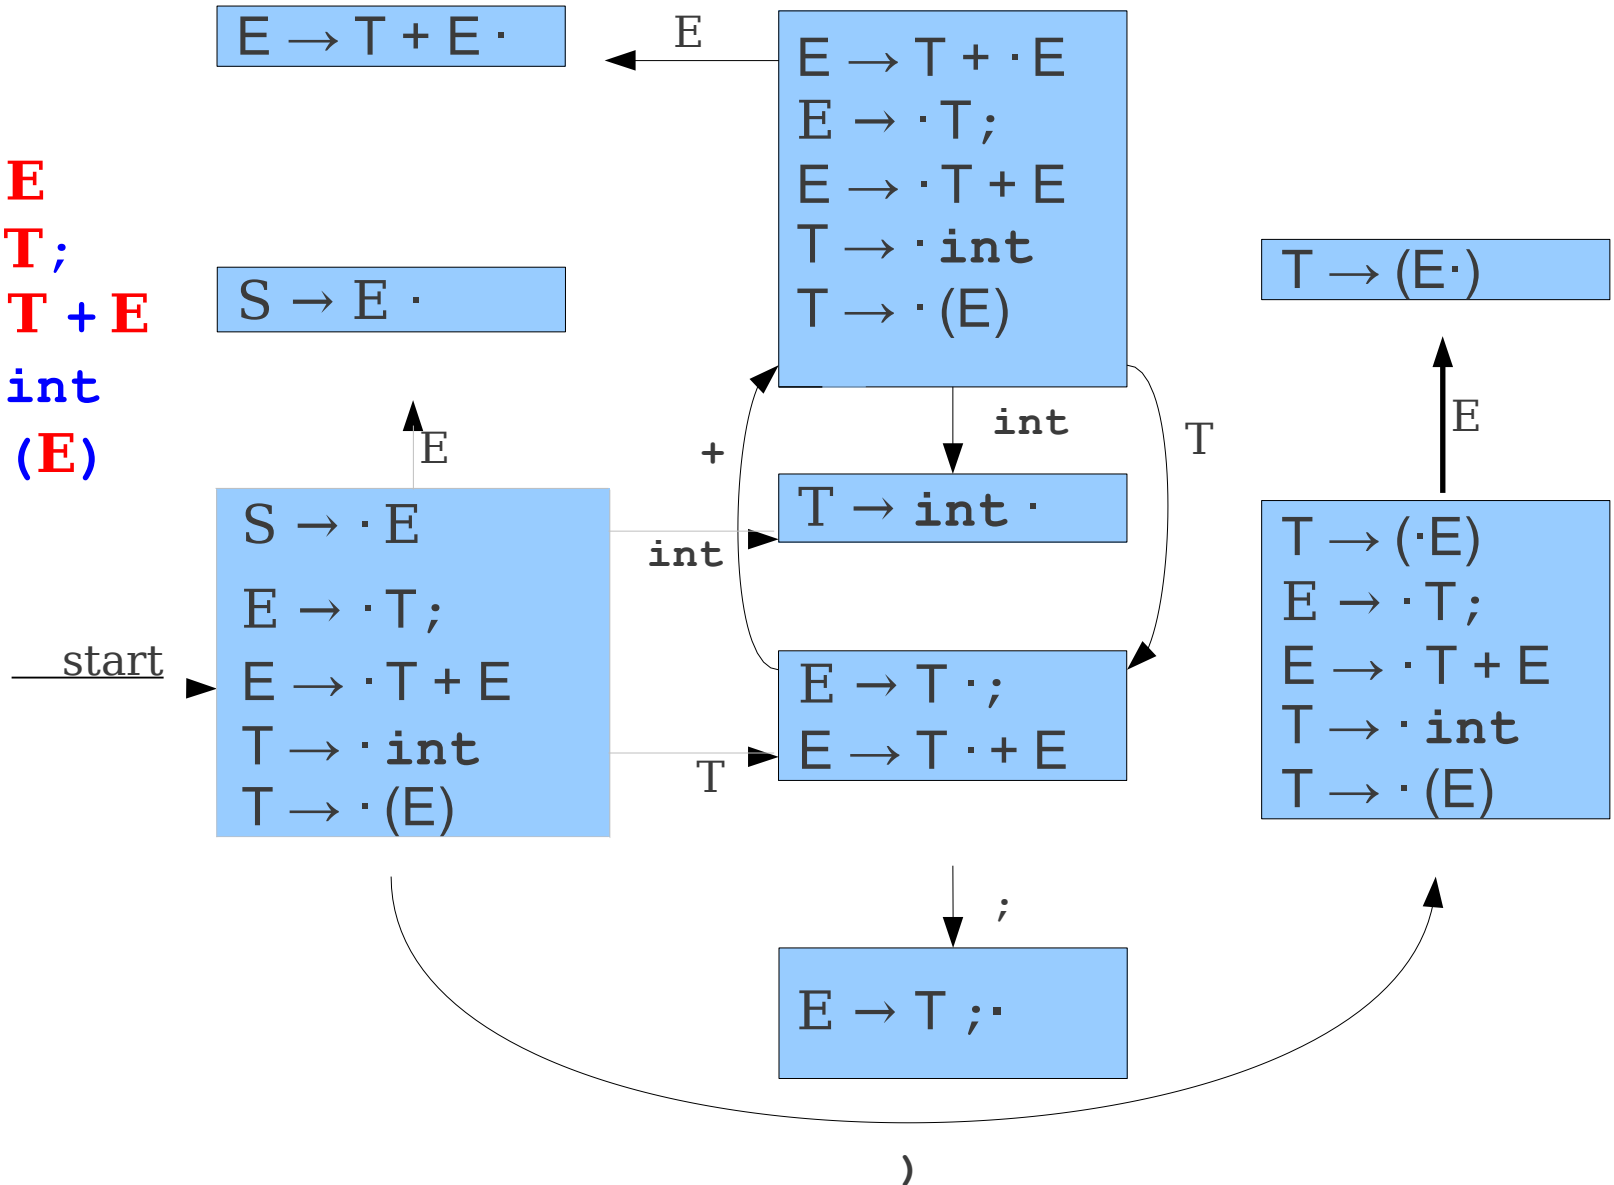 E
T;
T + E
int
(E)
E → T + E ·
E
E → T + · E
E → · T ;
E → · T + E
T → · int
T → · (E)
S → E ·
E
T → (E·)
E
int
T
+
int
T → int ·
start
S → · E
E → · T ;
E → · T + E
T → · int
T → · (E)
T
E → T · ;
E → T · + E
T → (·E)
E → · T ;
E → · T + E
T → · int
T → · (E)
;
E → T ;·
)